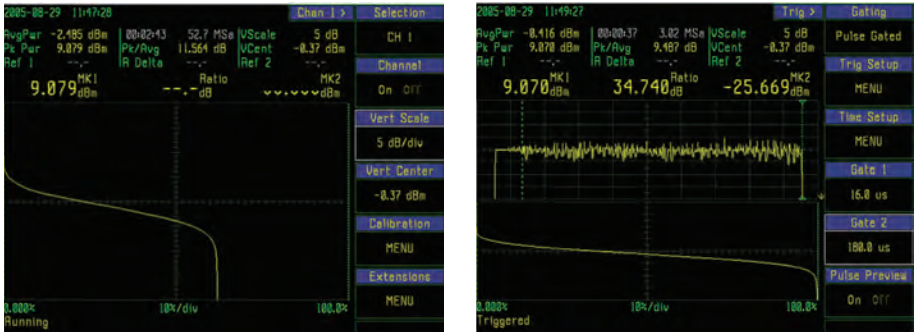 2005-08-29 11:47:28 Chan 1 > Selection
AvgPwr -2.485 dBm 00:02:43 52.7 MSa VScale 5 dB CH 1
Pk Pwr 9.079 dBm Pk/Avg 11.564 dB VCent -0.37 dBm
Ref 1 --.- R Delta --.- Ref 2 --.- Channel
MK1 Ratio MK2
9.079 dBm --.- dB dBm On Off
Vert Scale
5 dB/div
Vert Center
-0.37 dBm
Calibration
MENU
Extensions
MENU
0.000% 10%/div 100.0%
Running
2005-08-29 11:49:27 Trig > Gating
AvgPwr -0.416 dBm 00:00:37 3.02 MSa VScale 5 dB Pulse Gated
Pk Pwr 9.070 dBm Pk/Avg 9.487 dB VCent -0.37 dBm
Ref 1 --.- R Delta --.- Ref 2 --.- Trig Setup
MK1 Ratio MK2
9.070 dBm 34.740 dB -25.669 dBm MENU
Time Setup
MENU
Gate 1
16.0 us
Gate 2
180.0 us
Pulse Preview
On Off
0.000% 10%/div 100.0%
Triggered